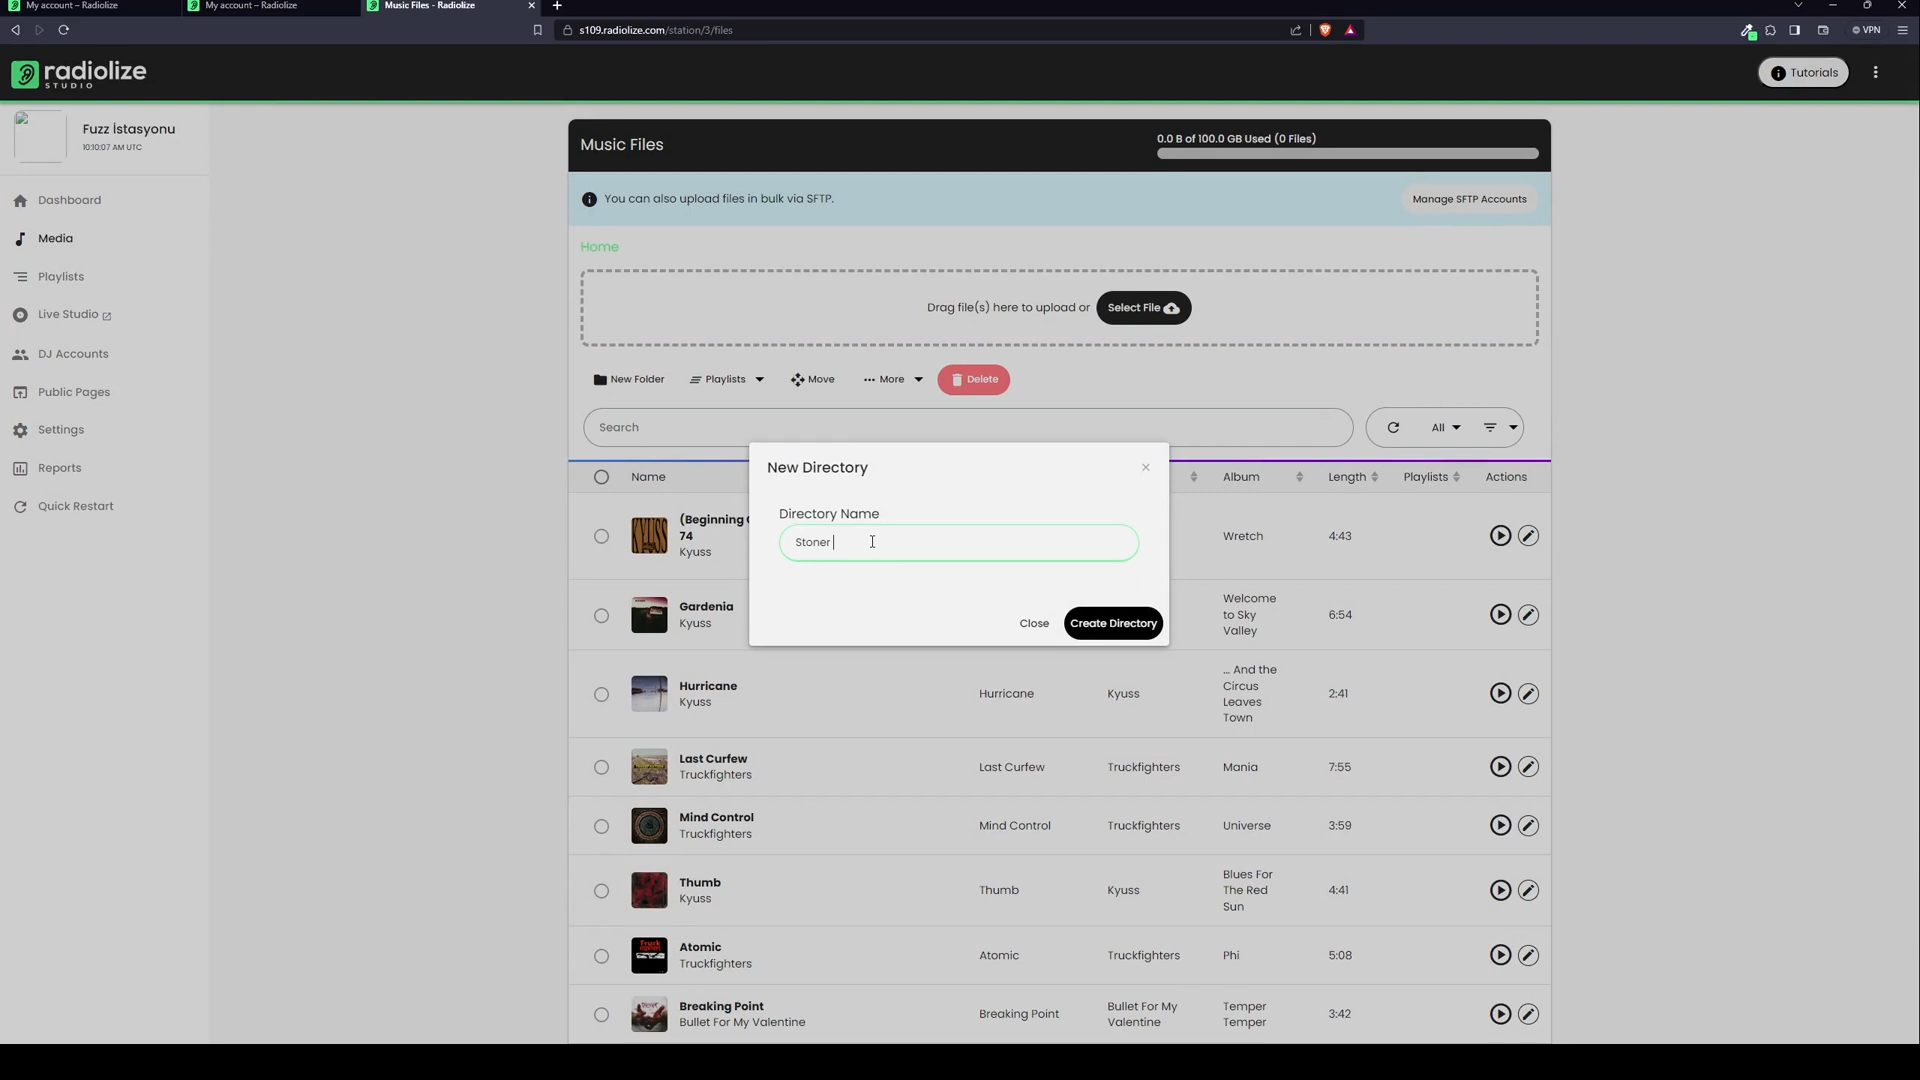 My account – Radiolize
My account – Radiolize
Music Files - Radiolize
s109.radiolize.com/station/3/files
VPN
radiolize
STUDIO
Tutorials
Fuzz İstasyonu
10:10:07 AM UTC
Dashboard
Media
Playlists
Live Studio
DJ Accounts
Public Pages
Settings
Reports
Quick Restart
Music Files
0.0 B of 100.0 GB Used (0 Files)
You can also upload files in bulk via SFTP.
Manage SFTP Accounts
Home
Drag file(s) here to upload or
Select File
New Folder
Playlists
Move
More
Delete
Search
All
New Directory
Directory Name
Stoner
Close
Create Directory
Name
Album
Length
Playlists
Actions
(Beginning
74
Kyuss
Wretch
4:43
Gardenia
Kyuss
Welcome
to Sky
Valley
6:54
Hurricane
Kyuss
Hurricane
Kyuss
... And the
Circus
Leaves
Town
2:41
Last Curfew
Truckfighters
Last Curfew
Truckfighters
Mania
7:55
Mind Control
Truckfighters
Mind Control
Truckfighters
Universe
3:59
Thumb
Kyuss
Thumb
Kyuss
Blues For
The Red
Sun
4:41
Atomic
Truckfighters
Atomic
Truckfighters
Phi
5:08
Breaking Point
Bullet For My Valentine
Breaking Point
Bullet For My
Valentine
Temper
Temper
3:42